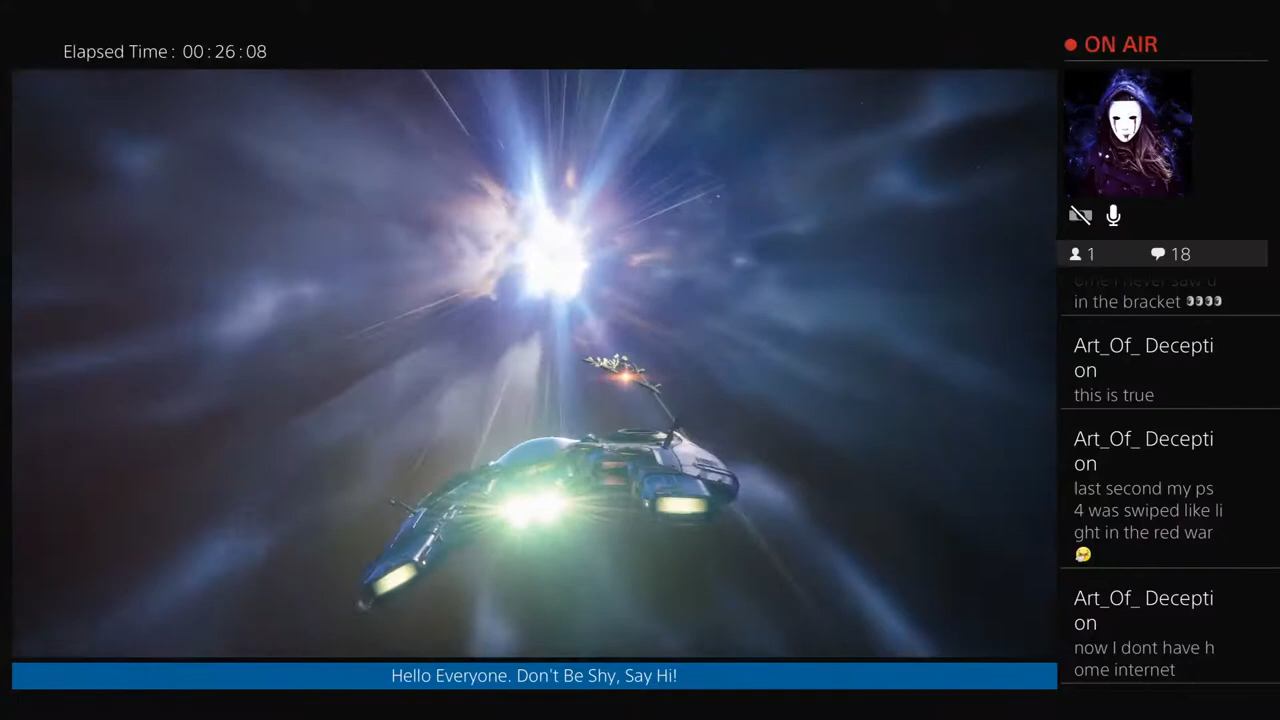 Elapsed Time: 00:26:08
ON AIR
1 18
in the bracket 👀👀
Art_Of_ Decepti
on
this is true
Art_Of_ Decepti
on
last second my ps
4 was swiped like li
ght in the red war
Art_Of_ Decepti
on
now I dont have h
ome internet
Hello Everyone. Don't Be Shy, Say Hi!